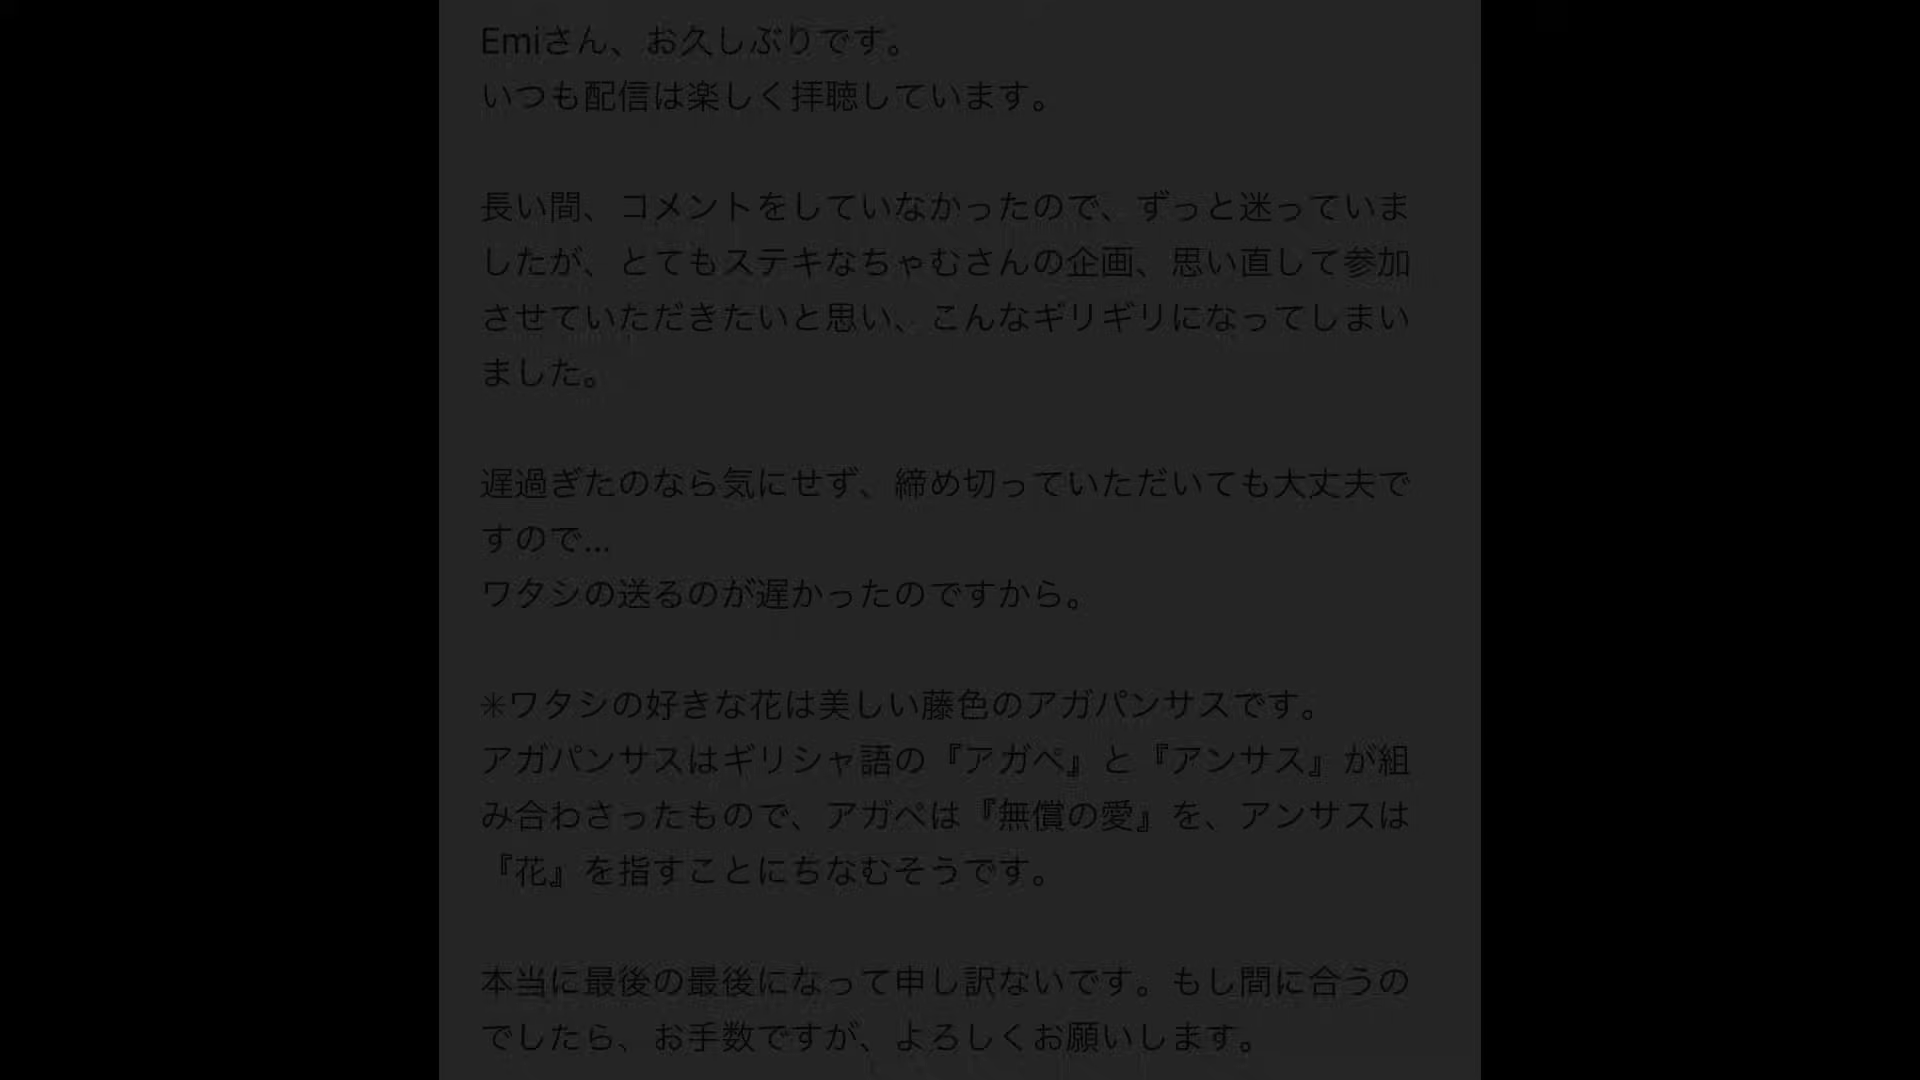 Emiさん、お久しぶりです。
いつも配信は楽しく拝聴しています。
長い間、コメントをしていなかったので、ずっと迷っていま
したが、とてもステキなちゃむさんの企画、思い直して参加
させていただきたいと思い、こんなギリギリになってしまい
ました。
遅過ぎたのなら気にせず、締め切っていただいても大丈夫で
すので...
ワタシの送るのが遅かったのですから。
✳︎ワタシの好きな花は美しい藤色のアガパンサスです。
アガパンサスはギリシャ語の『アガペ』と『アンサス』が組
み合わさったもので、アガペは『無償の愛』を、アンサスは
『花』を指すことにちなむそうです。
本当に最後の最後になって申し訳ないです。もし間に合うの
でしたら、お手数ですが、よろしくお願いします。